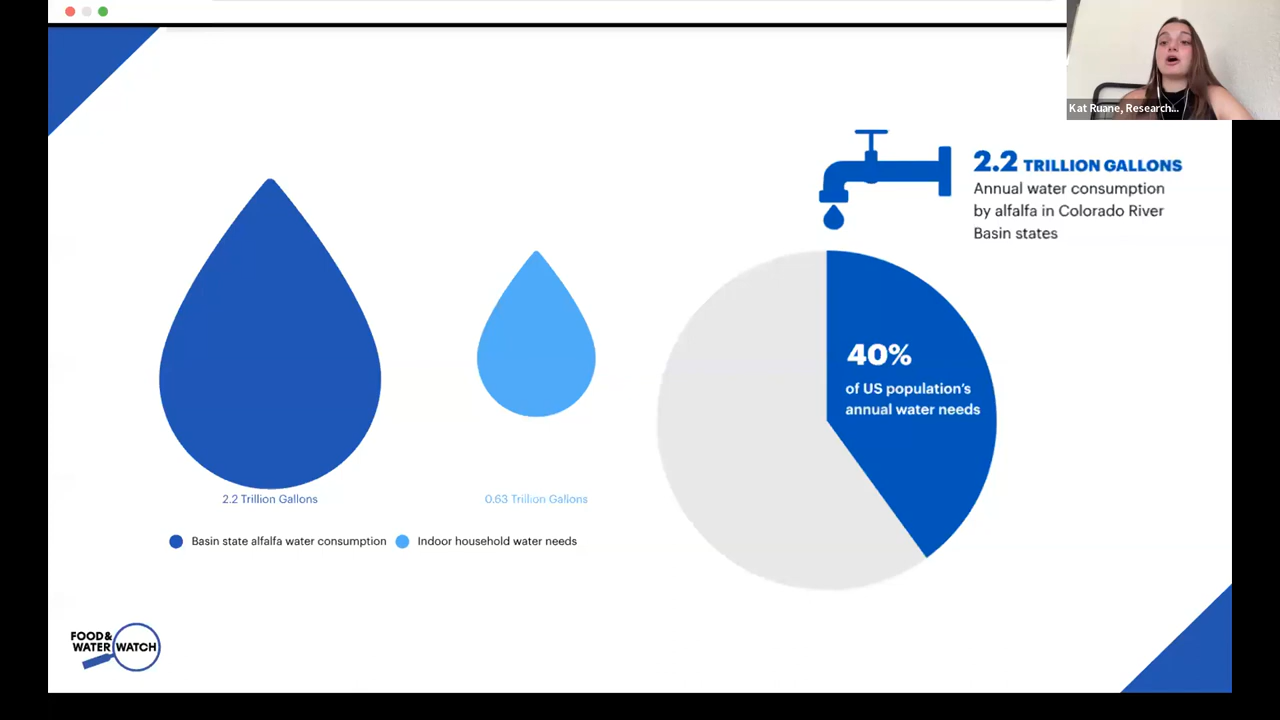 Kat Ruane, Research...
2.2 TRILLION GALLONS
Annual water consumption
by alfalfa in Colorado River
Basin states
40%
of US population's
annual water needs
2.2 Trillion Gallons
0.63 Trillion Gallons
Basin state alfalfa water consumption
Indoor household water needs
FOOD&
WATER WATCH